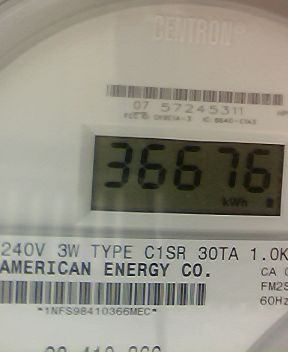 CENTRON®
07 57245311
36676
kWh
240V 3W TYPE C1SR 30TA 1.0K
AMERICAN ENERGY CO.
CA
FM2S
60Hz
*1NFS98410366MEC*